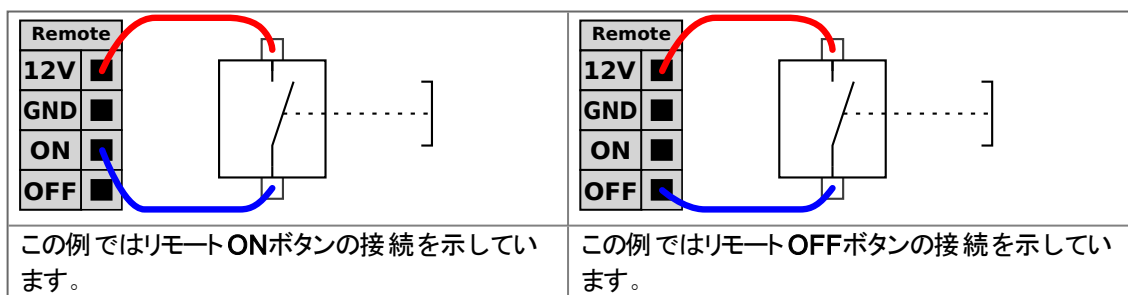 Remote
12V
GND
ON
OFF
この例ではリモートONボタンの接続を示してい
ます。
Remote
12V
GND
ON
OFF
この例ではリモートOFFボタンの接続を示してい
ます。